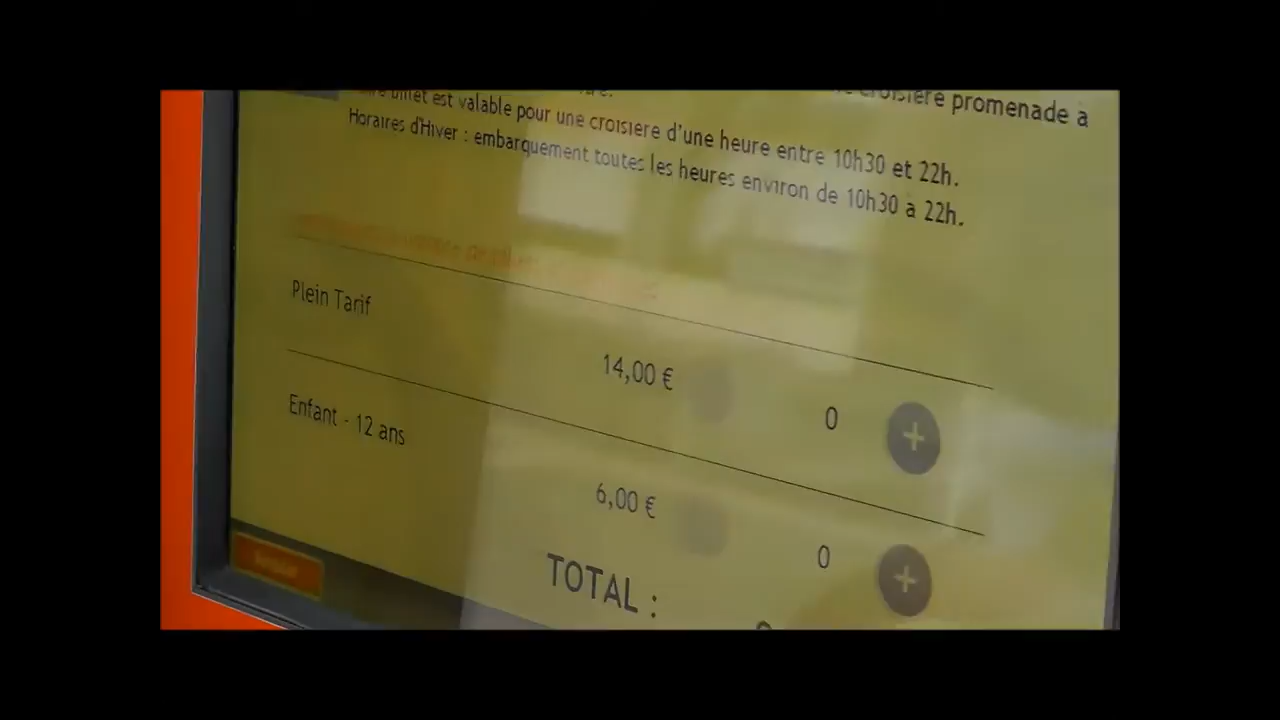 croisière promenade à
billet est valable pour une croisiere d'une heure entre 10h30 et 22h.
Horaires d'Hiver : embarquement toutes les heures environ de 10h30 à 22h.
Plein Tarif
14,00 €
0
+
Enfant - 12 ans
6,00 €
0
+
TOTAL :